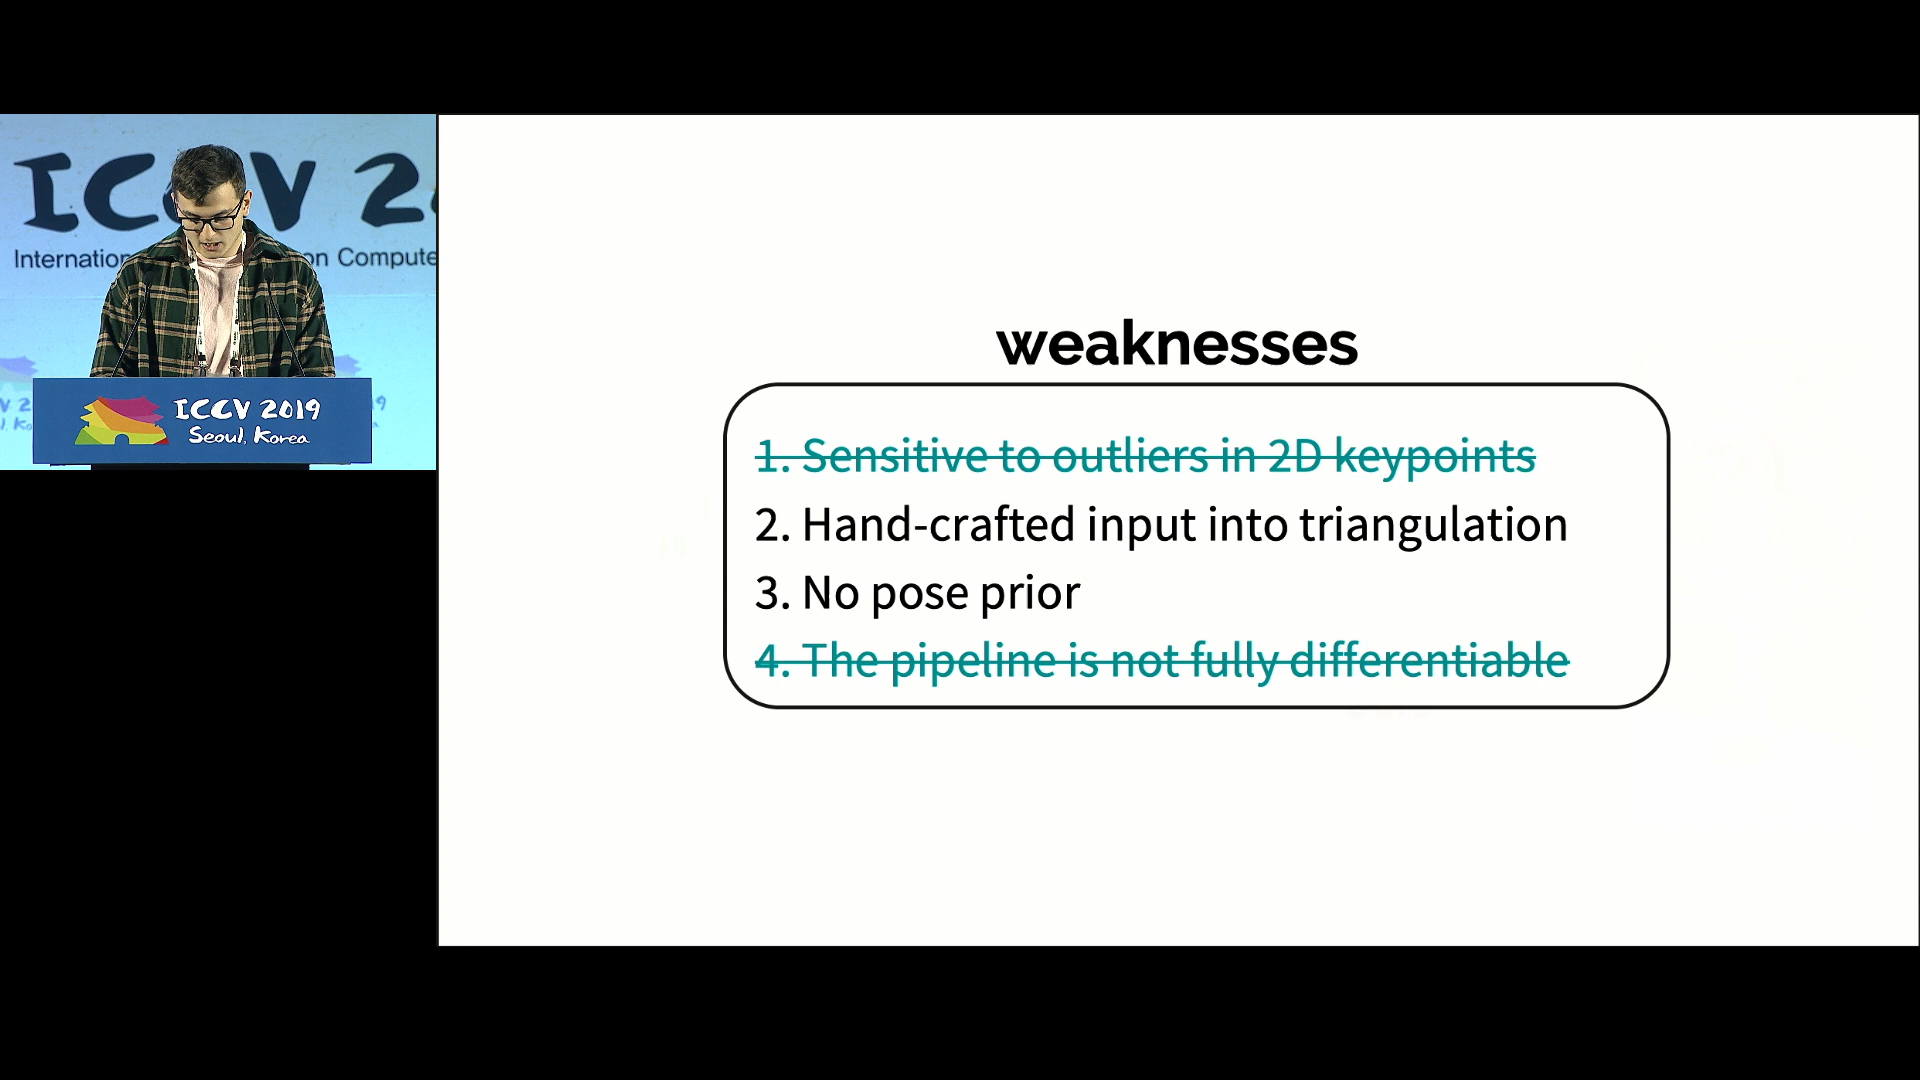 ICCV 2
Internation on Compute
ICCV 2019
Seoul, Korea
weaknesses
1. Sensitive to outliers in 2D keypoints
2. Hand-crafted input into triangulation
3. No pose prior
4. The pipeline is not fully differentiable